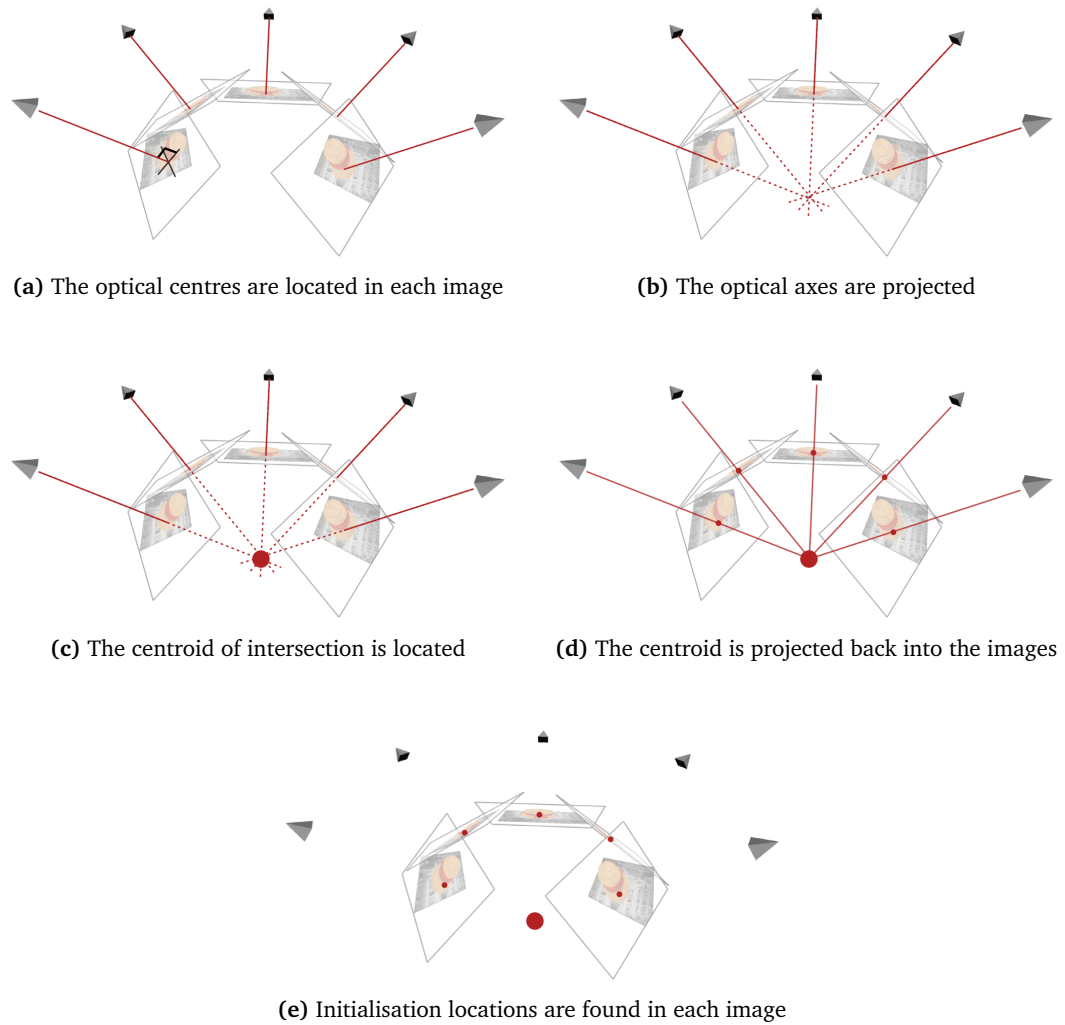 (a) The optical centres are located in each image
(b) The optical axes are projected
(c) The centroid of intersection is located
(d) The centroid is projected back into the images
(e) Initialisation locations are found in each image